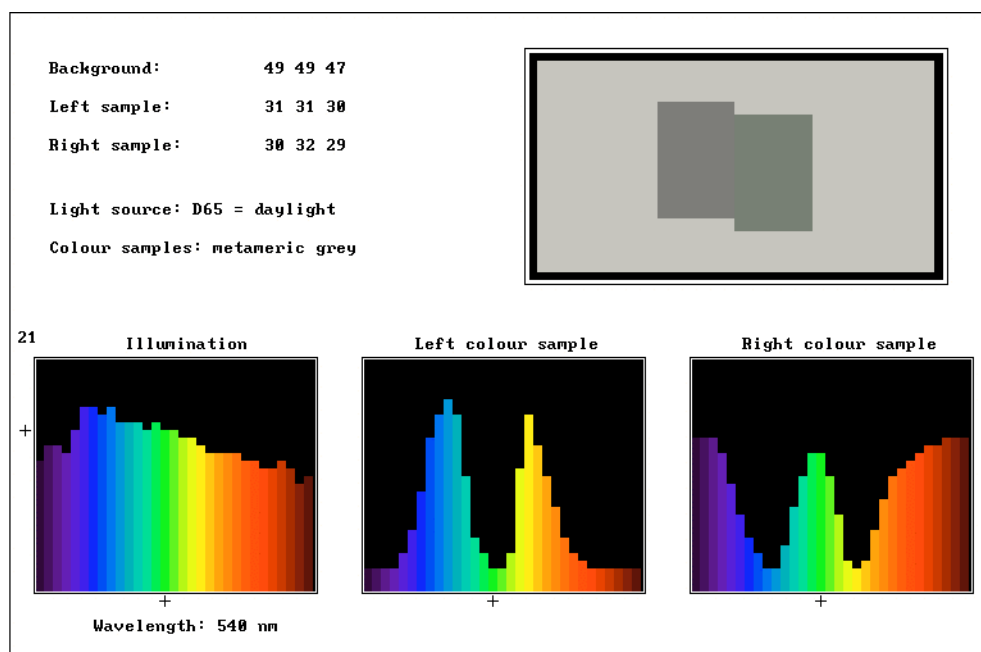 Background: 49 49 47
Left sample: 31 31 30
Right sample: 30 32 29
Light source: D65 = daylight
Colour samples: metameric grey
21
Illumination
Left colour sample
Right colour sample
Wavelength: 540 nm